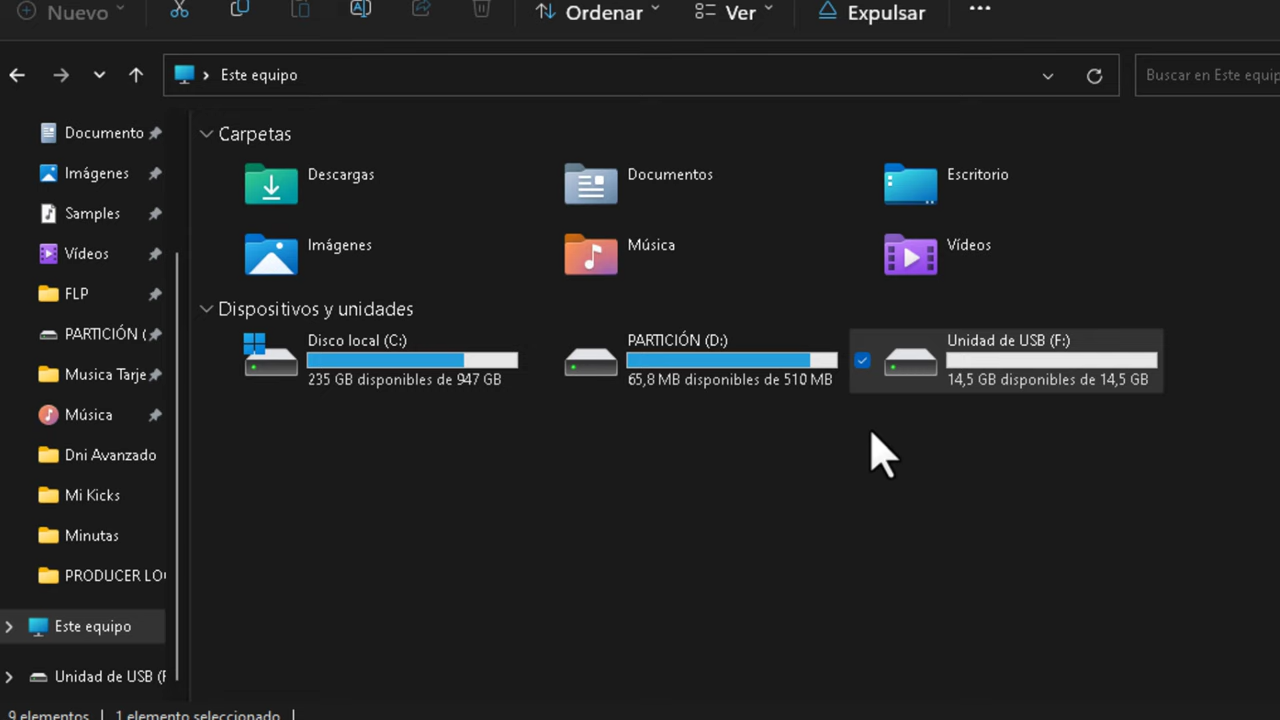 Nuevo
Ordenar
Ver
Expulsar
Este equipo
Buscar en Este equip
Documento
Imágenes
Samples
Vídeos
FLP
PARTICIÓN (
Musica Tarje
Música
Dni Avanzado
Mi Kicks
Minutas
PRODUCER LO
Este equipo
Unidad de USB (F
Carpetas
Descargas
Documentos
Escritorio
Imágenes
Música
Vídeos
Dispositivos y unidades
Disco local (C:)
235 GB disponibles de 947 GB
PARTICIÓN (D:)
65,8 MB disponibles de 510 MB
Unidad de USB (F:)
14,5 GB disponibles de 14,5 GB
9 elementos
1 elemento seleccionado